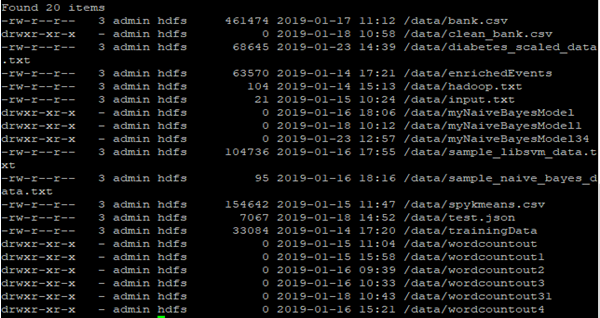 Found 20 items
-rw-r--r--   3 admin hdfs     461474 2019-01-17 11:12 /data/bank.csv
drwxr-xr-x   - admin hdfs          0 2019-01-18 10:58 /data/clean_bank.csv
-rw-r--r--   3 admin hdfs      68645 2019-01-23 14:39 /data/diabetes_scaled_data
.txt
-rw-r--r--   3 admin hdfs      63570 2019-01-14 17:21 /data/enrichedEvents
-rw-r--r--   3 admin hdfs        104 2019-01-14 15:13 /data/hadoop.txt
-rw-r--r--   3 admin hdfs         21 2019-01-15 10:24 /data/input.txt
drwxr-xr-x   - admin hdfs          0 2019-01-16 18:06 /data/myNaiveBayesModel
drwxr-xr-x   - admin hdfs          0 2019-01-18 10:12 /data/myNaiveBayesModel1
drwxr-xr-x   - admin hdfs          0 2019-01-23 12:57 /data/myNaiveBayesModel34
-rw-r--r--   3 admin hdfs     104736 2019-01-16 17:55 /data/sample_libsvm_data.t
xt
-rw-r--r--   3 admin hdfs         95 2019-01-16 18:16 /data/sample_naive_bayes_d
ata.txt
-rw-r--r--   3 admin hdfs     154642 2019-01-15 11:47 /data/spykmeans.csv
-rw-r--r--   3 admin hdfs       7067 2019-01-18 14:52 /data/test.json
-rw-r--r--   3 admin hdfs      33084 2019-01-14 17:20 /data/trainingData
drwxr-xr-x   - admin hdfs          0 2019-01-15 11:04 /data/wordcountout
drwxr-xr-x   - admin hdfs          0 2019-01-15 15:58 /data/wordcountout1
drwxr-xr-x   - admin hdfs          0 2019-01-16 09:39 /data/wordcountout2
drwxr-xr-x   - admin hdfs          0 2019-01-16 10:33 /data/wordcountout3
drwxr-xr-x   - admin hdfs          0 2019-01-18 10:43 /data/wordcountout31
drwxr-xr-x   - admin hdfs          0 2019-01-16 15:21 /data/wordcountout4